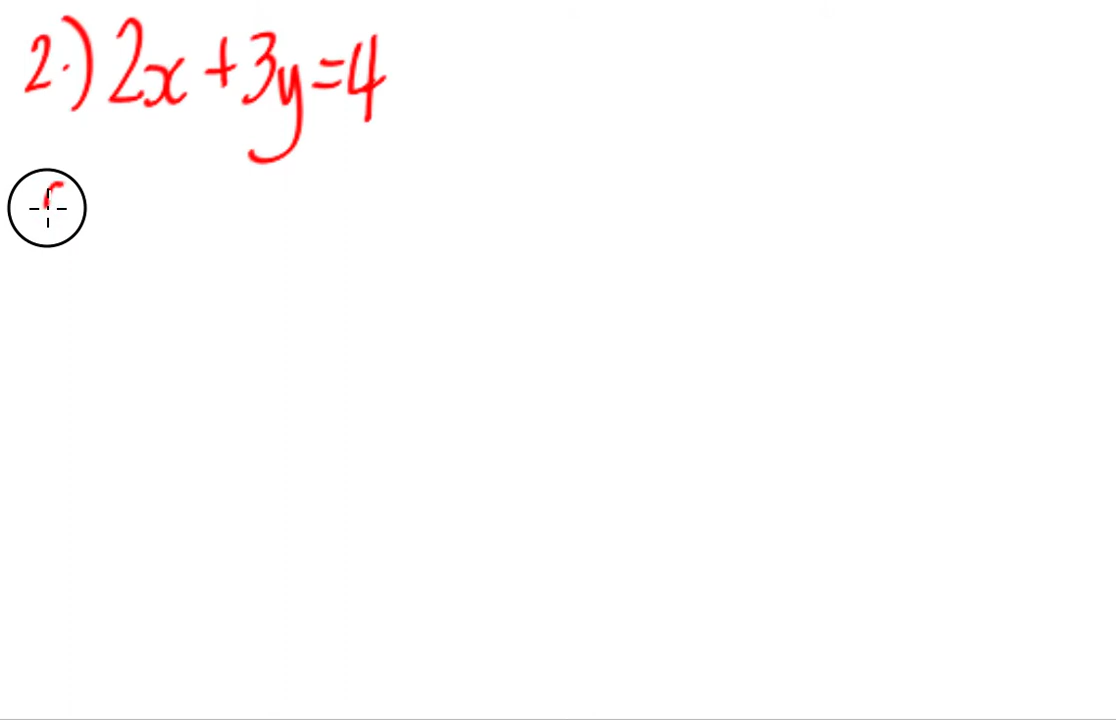 2.) 2x + 3y = 4